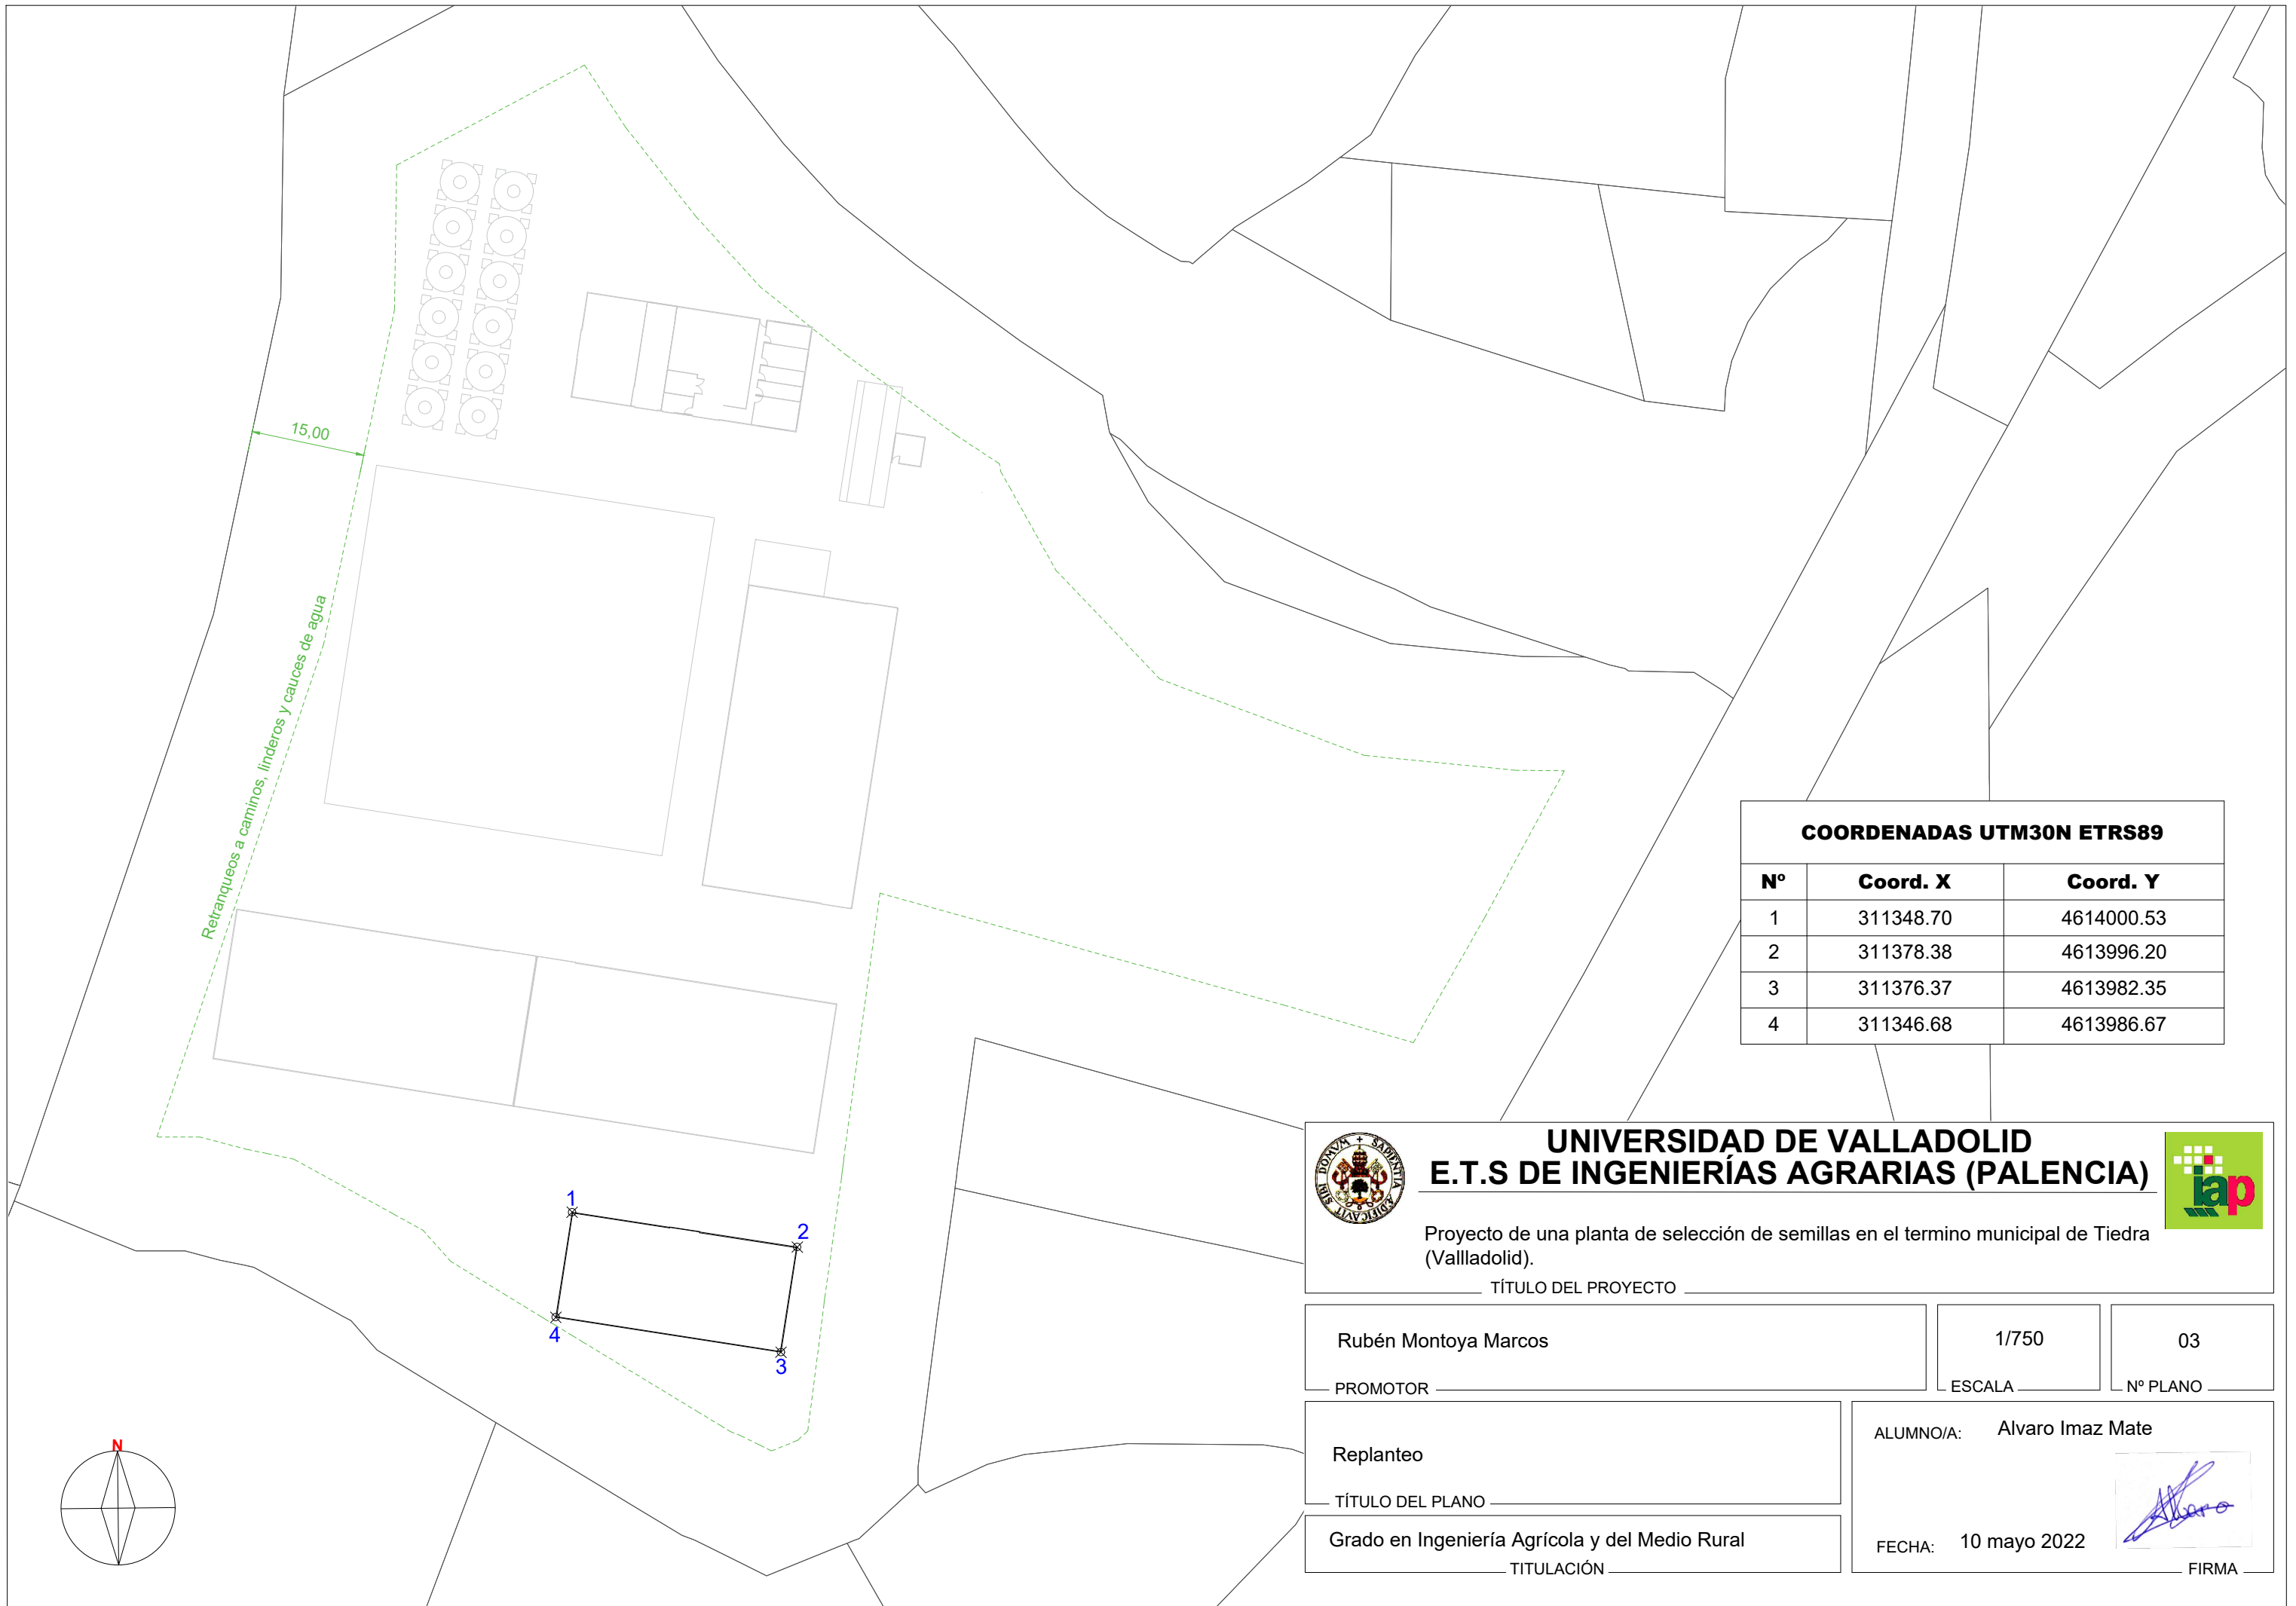 15,00
Retranqueos a caminos, linderos y cauces de agua
1
2
3
4
N
COORDENADAS UTM30N ETRS89
Nº Coord. X Coord. Y
1 311348.70 4614000.53
2 311378.38 4613996.20
3 311376.37 4613982.35
4 311346.68 4613986.67
UNIVERSIDAD DE VALLADOLID
E.T.S DE INGENIERÍAS AGRARIAS (PALENCIA)
iap
Proyecto de una planta de selección de semillas en el termino municipal de Tiedra
(Vallladolid).
TÍTULO DEL PROYECTO
Rubén Montoya Marcos
PROMOTOR
1/750
ESCALA
03
Nº PLANO
Replanteo
TÍTULO DEL PLANO
Grado en Ingeniería Agrícola y del Medio Rural
TITULACIÓN
ALUMNO/A: Alvaro Imaz Mate
Alvaro
FECHA: 10 mayo 2022
FIRMA